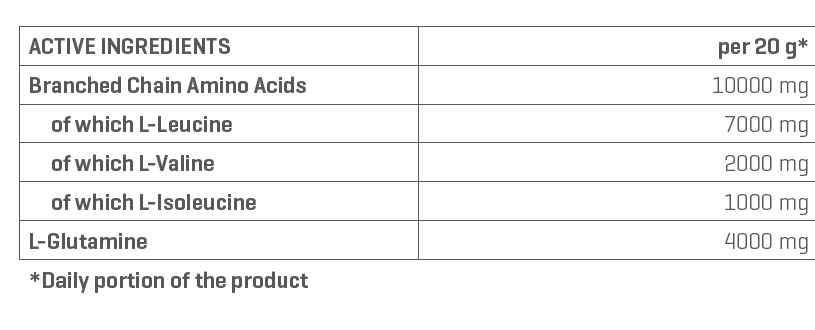 ACTIVE INGREDIENTS per 20 g*
Branched Chain Amino Acids 10000 mg
of which L-Leucine 7000 mg
of which L-Valine 2000 mg
of which L-Isoleucine 1000 mg
L-Glutamine 4000 mg
*Daily portion of the product